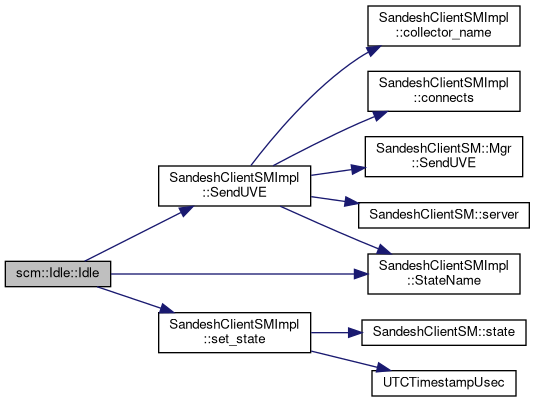 SandeshClientSMImpl
::collector_name
SandeshClientSMImpl
::connects
SandeshClientSM::Mgr
::SendUVE
SandeshClientSMImpl
::SendUVE
SandeshClientSM::server
scm::Idle::Idle
SandeshClientSMImpl
::StateName
SandeshClientSMImpl
::set_state
SandeshClientSM::state
UTCTimestampUsec